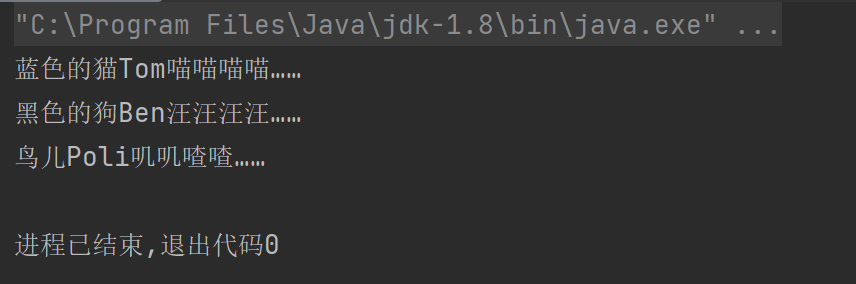 "C:\Program Files\Java\jdk-1.8\bin\java.exe" ...
蓝色的猫Tom喵喵喵喵……
黑色的狗Ben汪汪汪汪……
鸟儿Poli叽叽喳喳……
进程已结束,退出代码0